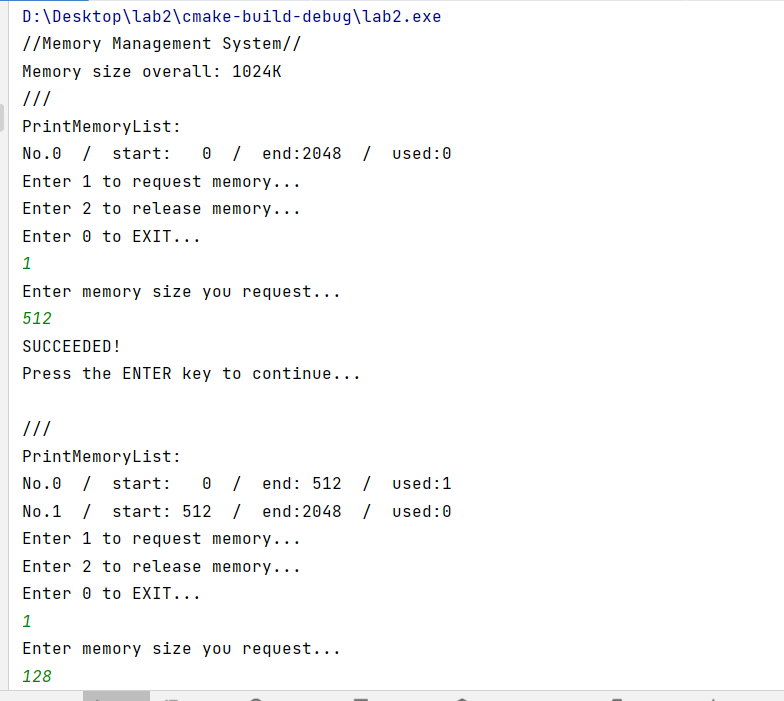 D:\Desktop\lab2\cmake-build-debug\lab2.exe
//Memory Management System//
Memory size overall: 1024K
///
PrintMemoryList:
No.0  /  start:   0  /  end:2048  /  used:0
Enter 1 to request memory...
Enter 2 to release memory...
Enter 0 to EXIT...
1
Enter memory size you request...
512
SUCCEEDED!
Press the ENTER key to continue...

///
PrintMemoryList:
No.0  /  start:   0  /  end: 512  /  used:1
No.1  /  start: 512  /  end:2048  /  used:0
Enter 1 to request memory...
Enter 2 to release memory...
Enter 0 to EXIT...
1
Enter memory size you request...
128